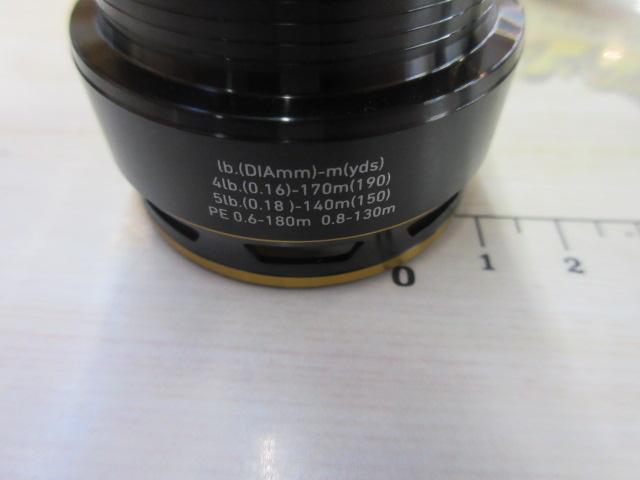 lb.(DIAmm)-m(yds)
4lb.(0.16)-170m(190)
5lb.(0.18 )-140m(150)
PE 0.6-180m 0.8-130m
0 1 2